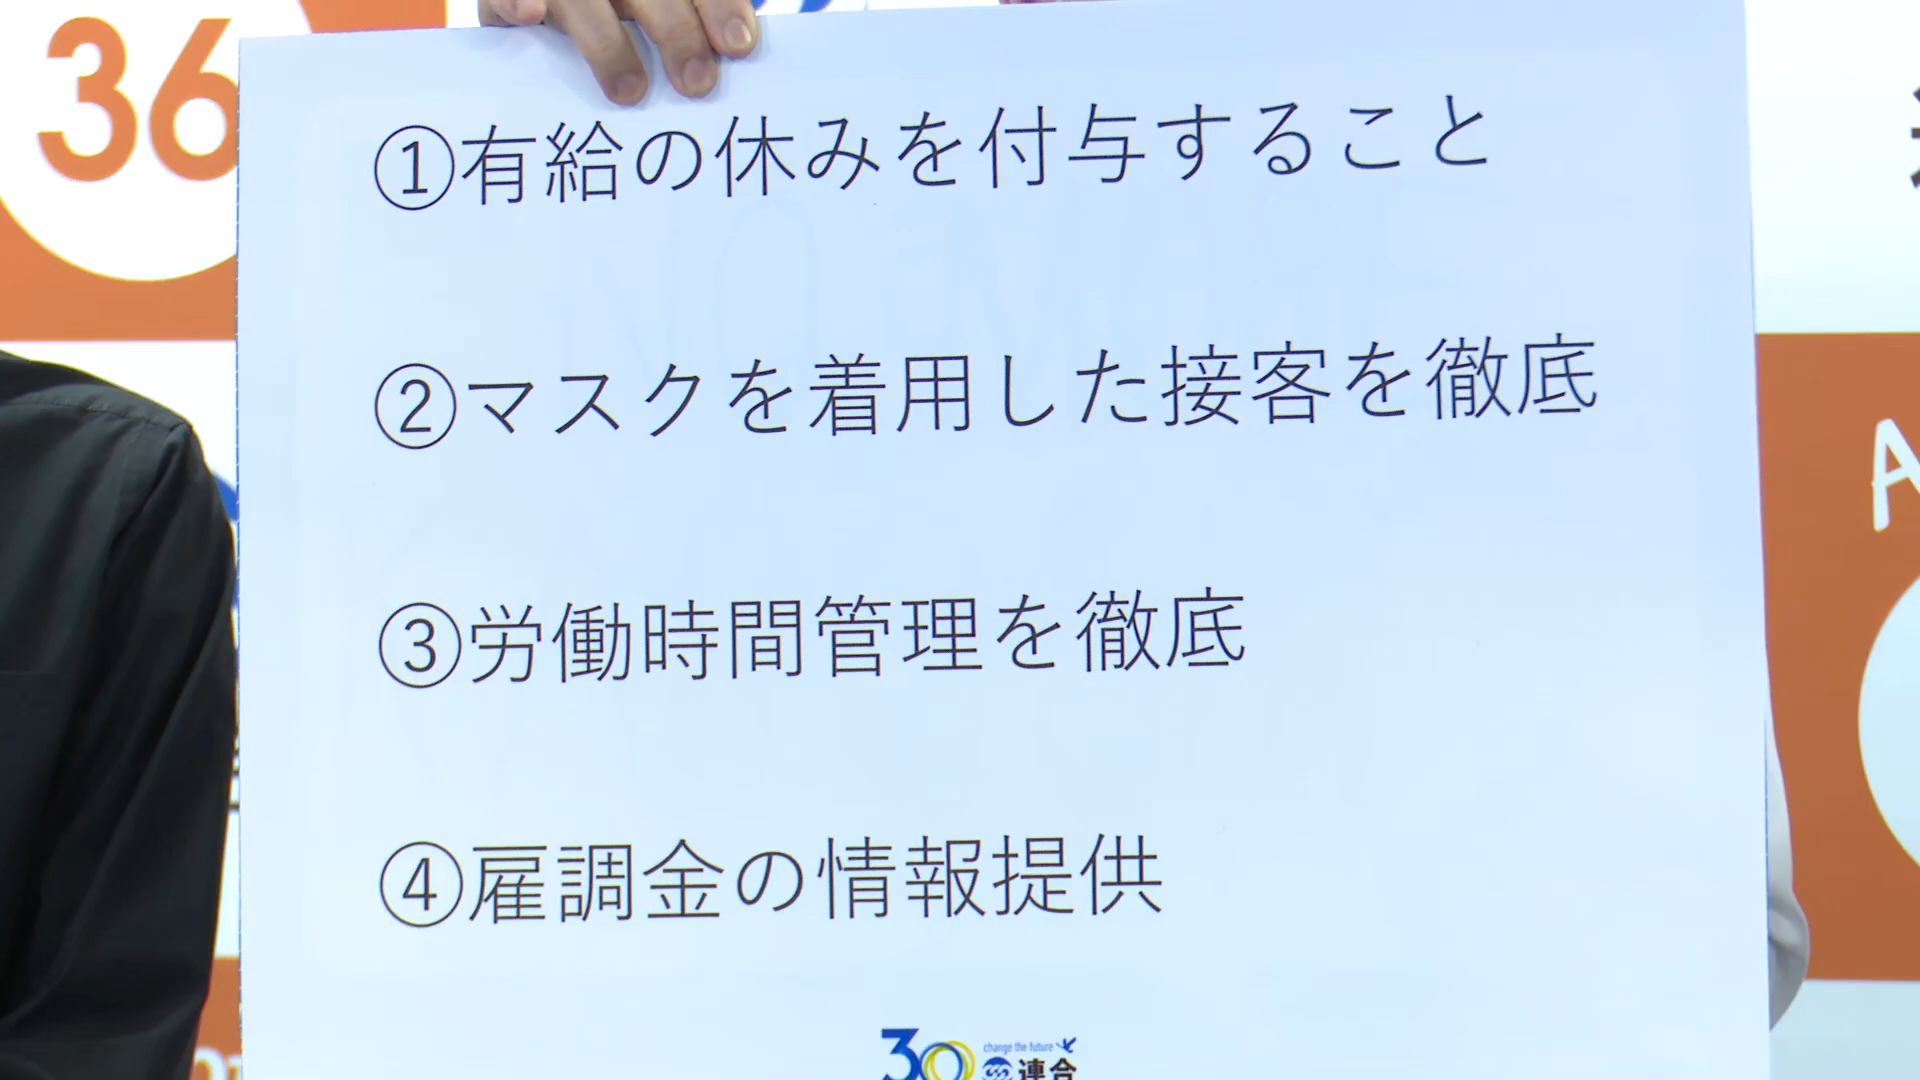 36
①有給の休みを付与すること
②マスクを着用した接客を徹底
③労働時間管理を徹底
④雇調金の情報提供
A
30 change the future
連合